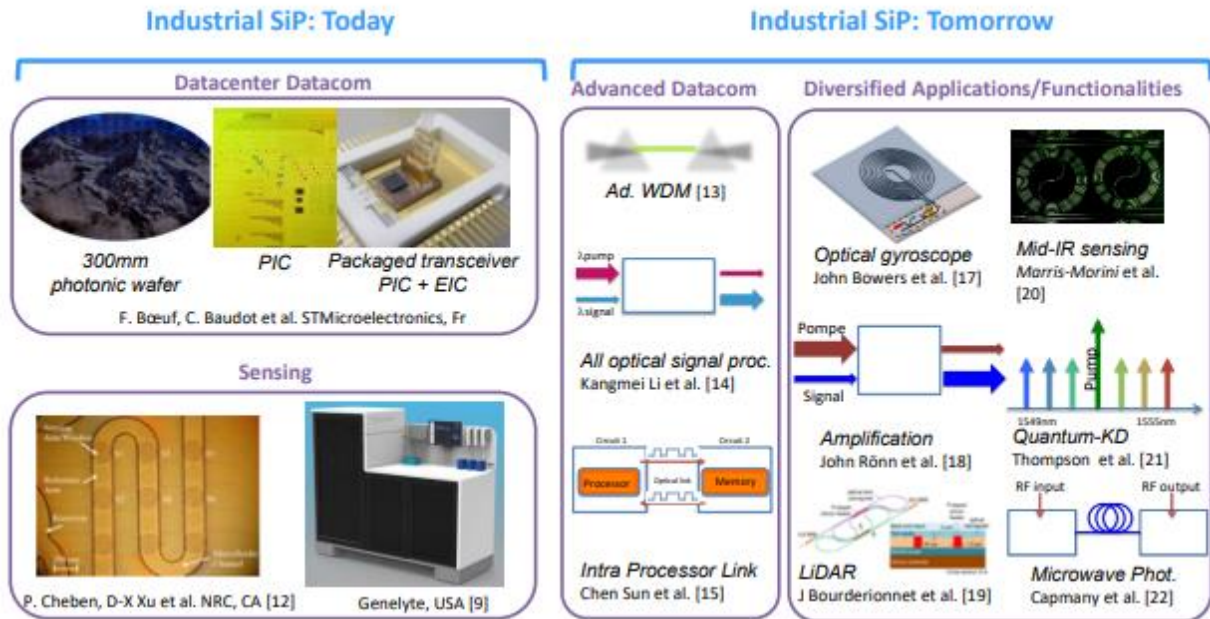 Industrial SiP: Today
Industrial SiP: Tomorrow
Datacenter Datacom
300mm
photonic wafer
PIC
Packaged transceiver
PIC + EIC
F. Bœuf, C. Baudot et al. STMicroelectronics, Fr
Sensing
P. Cheben, D-X Xu et al. NRC, CA [12]
Genelyte, USA [9]
Advanced Datacom
Ad. WDM [13]
λpump
λsignal
All optical signal proc.
Kangmei Li et al. [14]
Circuit 1
Circuit 2
Processor
Optical link
Memory
Intra Processor Link
Chen Sun et al. [15]
Diversified Applications/Functionalities
Optical gyroscope
John Bowers et al. [17]
Mid-IR sensing
Marris-Morini et al.
[20]
Pompe
Signal
Amplification
John Rönn et al. [18]
Pump
1549nm
1555nm
Quantum-KD
Thompson et al. [21]
LiDAR
J Bourderionnet et al. [19]
RF input
RF output
Microwave Phot.
Capmany et al. [22]